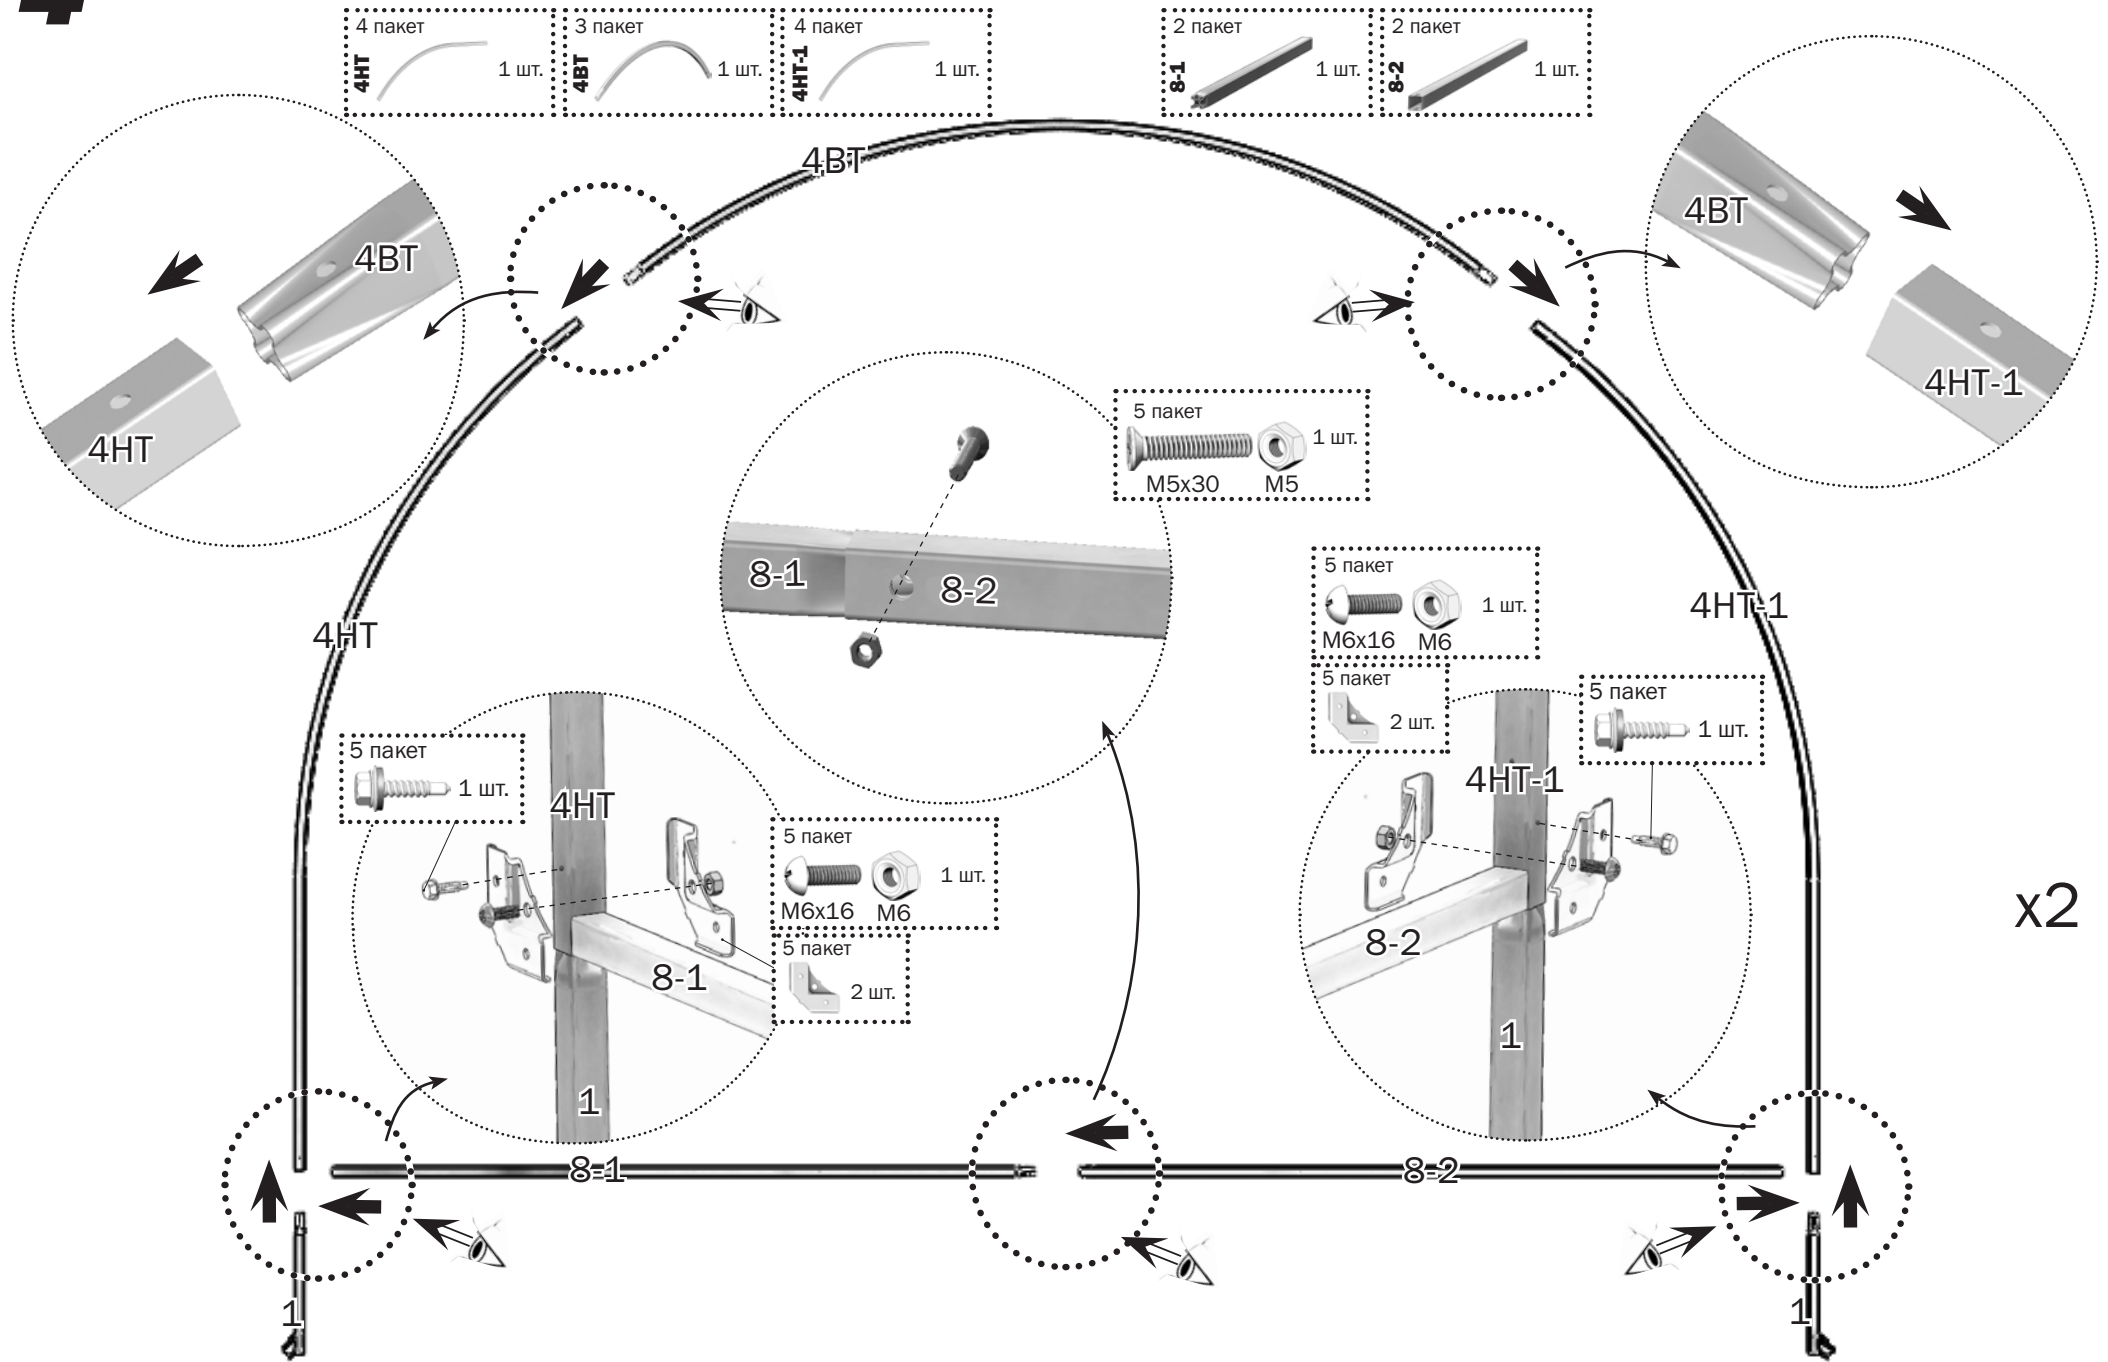 4
4 пакет
4НТ
1 шт.
3 пакет
4ВТ
1 шт.
4 пакет
4НТ-1
1 шт.
2 пакет
8-1
1 шт.
2 пакет
8-2
1 шт.
4ВТ
4ВТ
4НТ
4ВТ
4НТ-1
5 пакет
1 шт.
M5x30
M5
8-1
8-2
4НТ
4НТ-1
5 пакет
1 шт.
M6x16
M6
5 пакет
2 шт.
5 пакет
1 шт.
5 пакет
1 шт.
4НТ
4НТ-1
5 пакет
1 шт.
M6x16
M6
5 пакет
2 шт.
8-1
1
8-2
1
x2
8-1
8-2
1
1